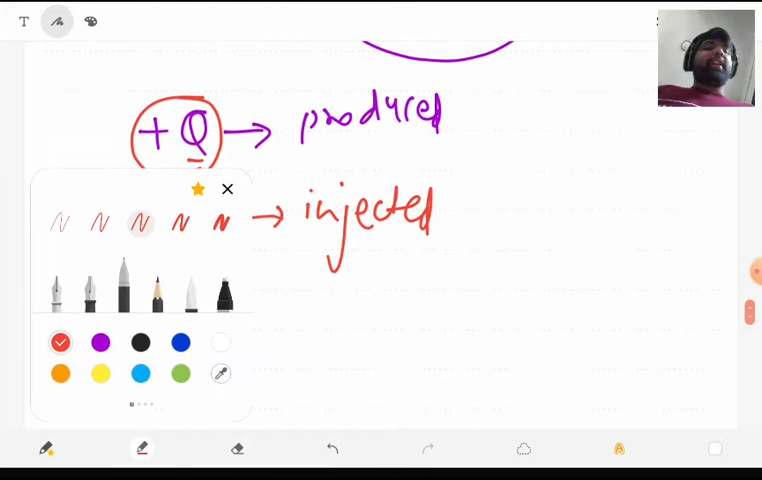 T
+ Q → produced
→ injected
A